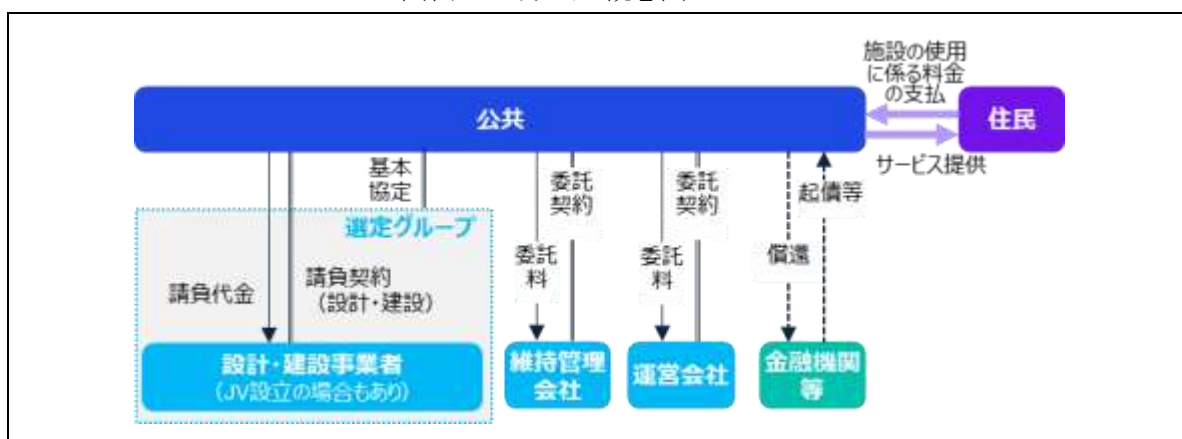 施設の使用
に係る料金
の支払
公共
住民
サービス提供
基本
協定
委託
契約
委託
契約
起債等
選定グループ
委託
料
委託
料
償還
請負代金
請負契約
（設計・建設）
設計・建設事業者
（JV設立の場合もあり）
維持管理
会社
運営会社
金融機関
等